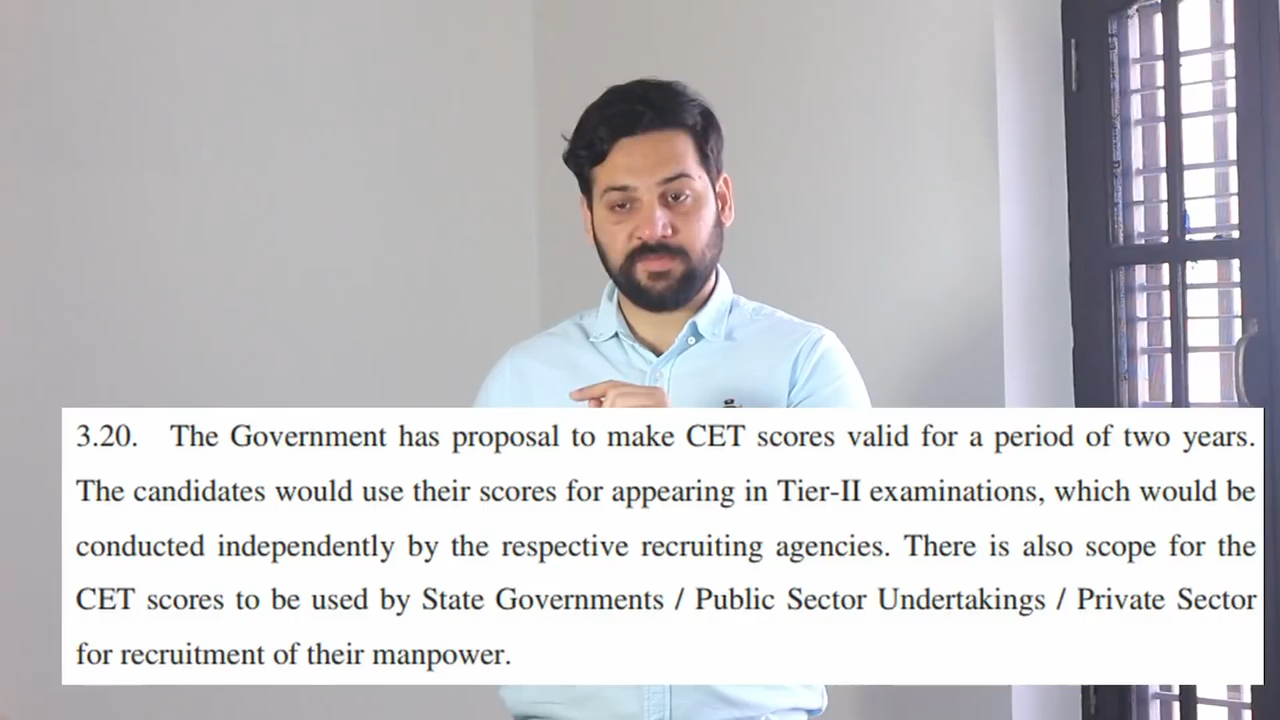 3.20. The Government has proposal to make CET scores valid for a period of two years.
The candidates would use their scores for appearing in Tier-II examinations, which would be
conducted independently by the respective recruiting agencies. There is also scope for the
CET scores to be used by State Governments / Public Sector Undertakings / Private Sector
for recruitment of their manpower.